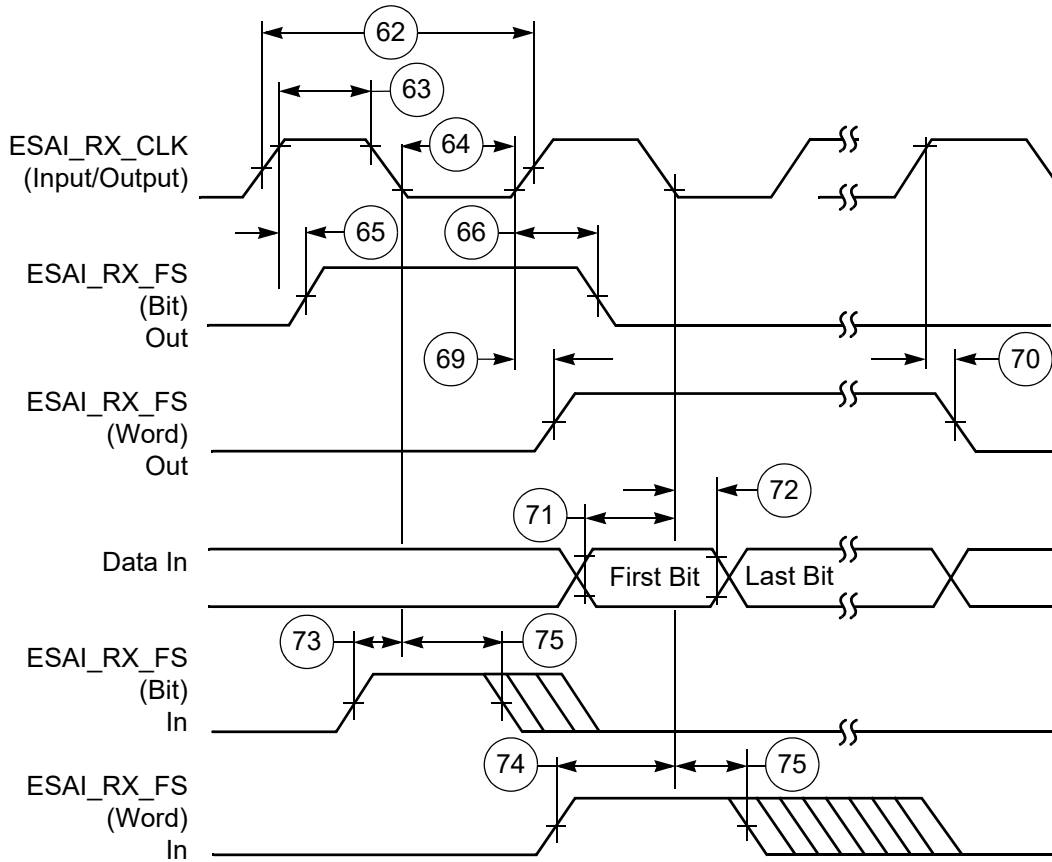 62
63
ESAI_RX_CLK
(Input/Output)
64
65
66
ESAI_RX_FS
(Bit)
Out
69
70
ESAI_RX_FS
(Word)
Out
71
72
Data In
First Bit
Last Bit
73
75
ESAI_RX_FS
(Bit)
In
74
75
ESAI_RX_FS
(Word)
In